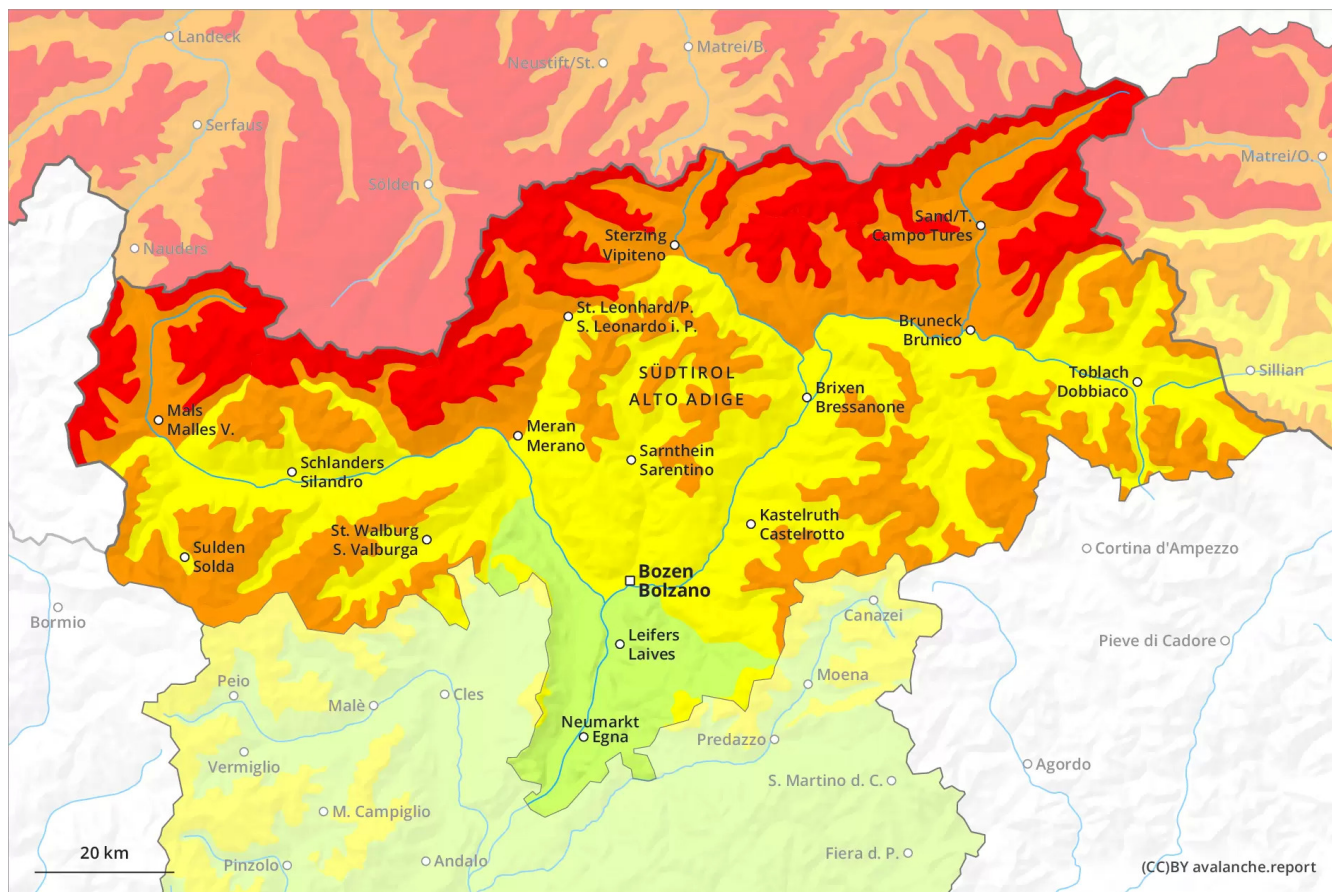 Landeck
Matrei/B.
Neustift/St.
Serfaus
Matrei/O.
Sölden
Sand/T.
Campo Tures
Nauders
Sterzing
Vipiteno
St. Leonhard/P.
S. Leonardo i. P.
Bruneck
Brunico
SÜDTIROL
ALTO ADIGE
Toblach
Dobbiaco
Sillian
Brixen
Bressanone
Mals
Malles V.
Meran
Merano
Sarnthein
Sarentino
Schlanders
Silandro
Kastelruth
Castelrotto
St. Walburg
S. Valburga
Sulden
Solda
Cortina d'Ampezzo
Bozen
Bolzano
Bormio
Canazei
Leifers
Laives
Pieve di Cadore
Moena
Peio
Cles
Malè
Neumarkt
Egna
Predazzo
Vermiglio
Agordo
S. Martino d. C.
M. Campiglio
20 km
Pinzolo
Andalo
Fiera d. P.
(CC)BY avalanche.report